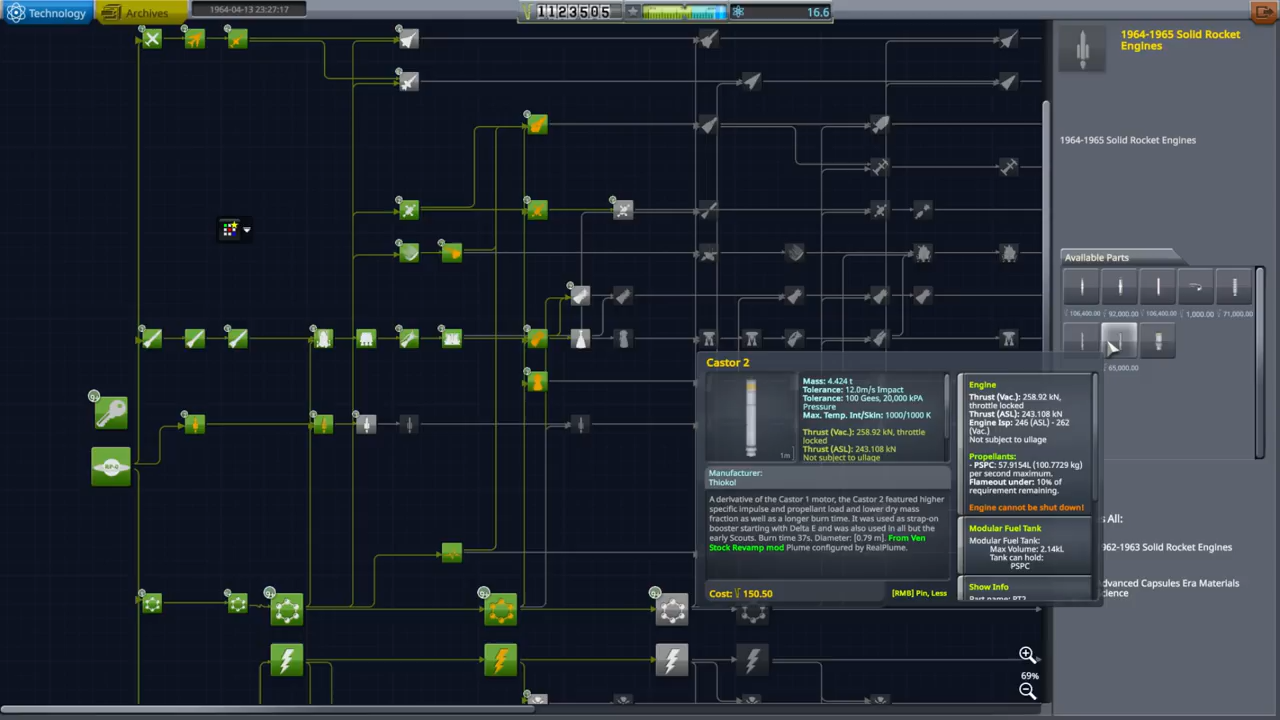 Technology
Archives
1964-04-13 23:27:17
1123505
16.6
1964-1965 Solid Rocket
Engines
1964-1965 Solid Rocket Engines
Available Parts
106,400.00 92,000.00 106,400.00 1,000.00 71,000.00
65,000.00
RP-0
Castor 2
1m
Mass: 4.424 t
Tolerance: 12.0m/s Impact
Tolerance: 100 Gees, 20,000 kPA
Pressure
Max. Temp. Int/Skin: 1000/1000 K
Thrust (Vac.): 258.92 kN, throttle
locked
Thrust (ASL): 243.108 kN
Not subject to ullage
Manufacturer:
Thiokol
A derivative of the Castor 1 motor, the Castor 2 featured higher
specific impulse and propellant load and lower dry mass
fraction as well as a longer burn time. It was used as strap-on
booster starting with Delta E and was also used in all but the
early Scouts. Burn time 37s. Diameter: [0.79 m]. From Ven
Stock Revamp mod Plume configured by RealPlume.
Cost: 150.50
[RMB] Pin, Less
Engine
Thrust (Vac.): 258.92 kN,
throttle locked
Thrust (ASL): 243.108 kN
Engine Isp: 246 (ASL) - 262
(Vac.)
Not subject to ullage
Propellants:
- PSPC: 57.9154L (100.7729 kg)
per second maximum.
Flameout under: 10% of
requirement remaining.
Engine cannot be shut down!
Modular Fuel Tank
Modular Fuel Tank:
Max Volume: 2.14kL
Tank can hold:
PSPC
Show Info
s All:
962-1963 Solid Rocket Engines
dvanced Capsules Era Materials
cience
69%